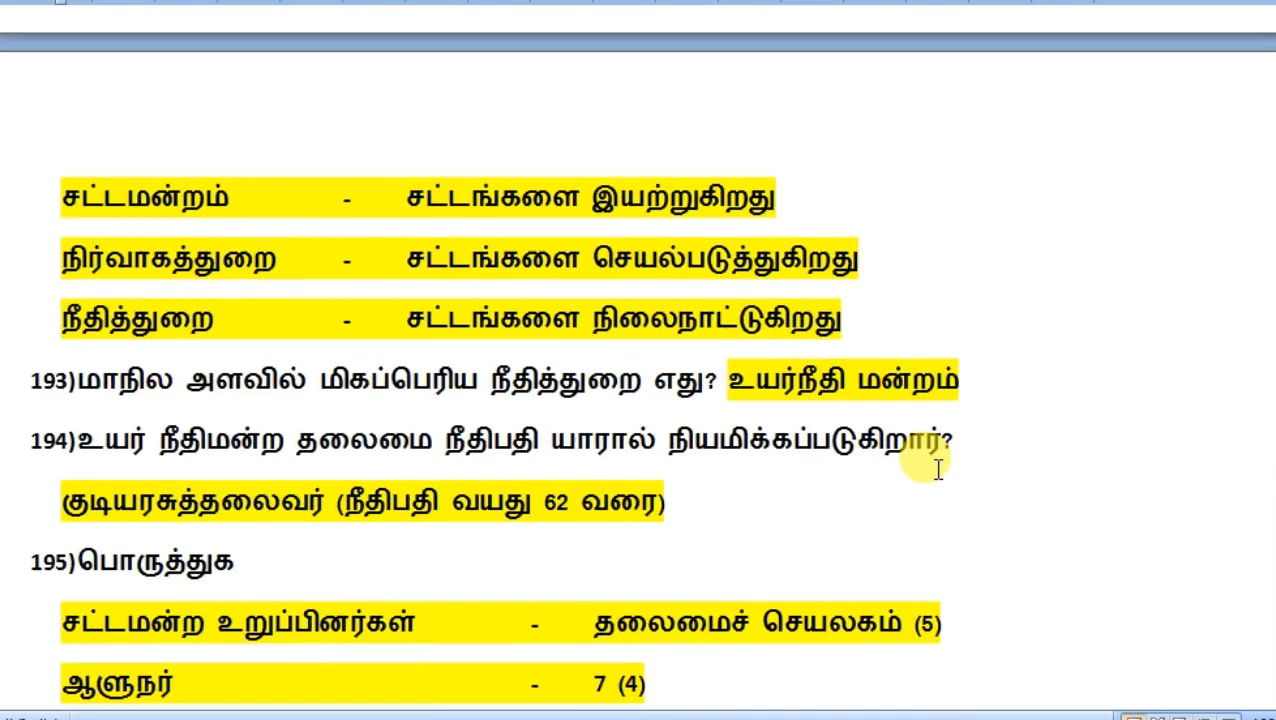 சட்டமன்றம் - சட்டங்களை இயற்றுகிறது
நிர்வாகத்துறை - சட்டங்களை செயல்படுத்துகிறது
நீதித்துறை - சட்டங்களை நிலைநாட்டுகிறது
193)மாநில அளவில் மிகப்பெரிய நீதித்துறை எது? உயர்நீதி மன்றம்
194)உயர் நீதிமன்ற தலைமை நீதிபதி யாரால் நியமிக்கப்படுகிறார்?
குடியரசுத்தலைவர் (நீதிபதி வயது 62 வரை)
195)பொருத்துக
சட்டமன்ற உறுப்பினர்கள் - தலைமைச் செயலகம் (5)
ஆளுநர் - 7 (4)